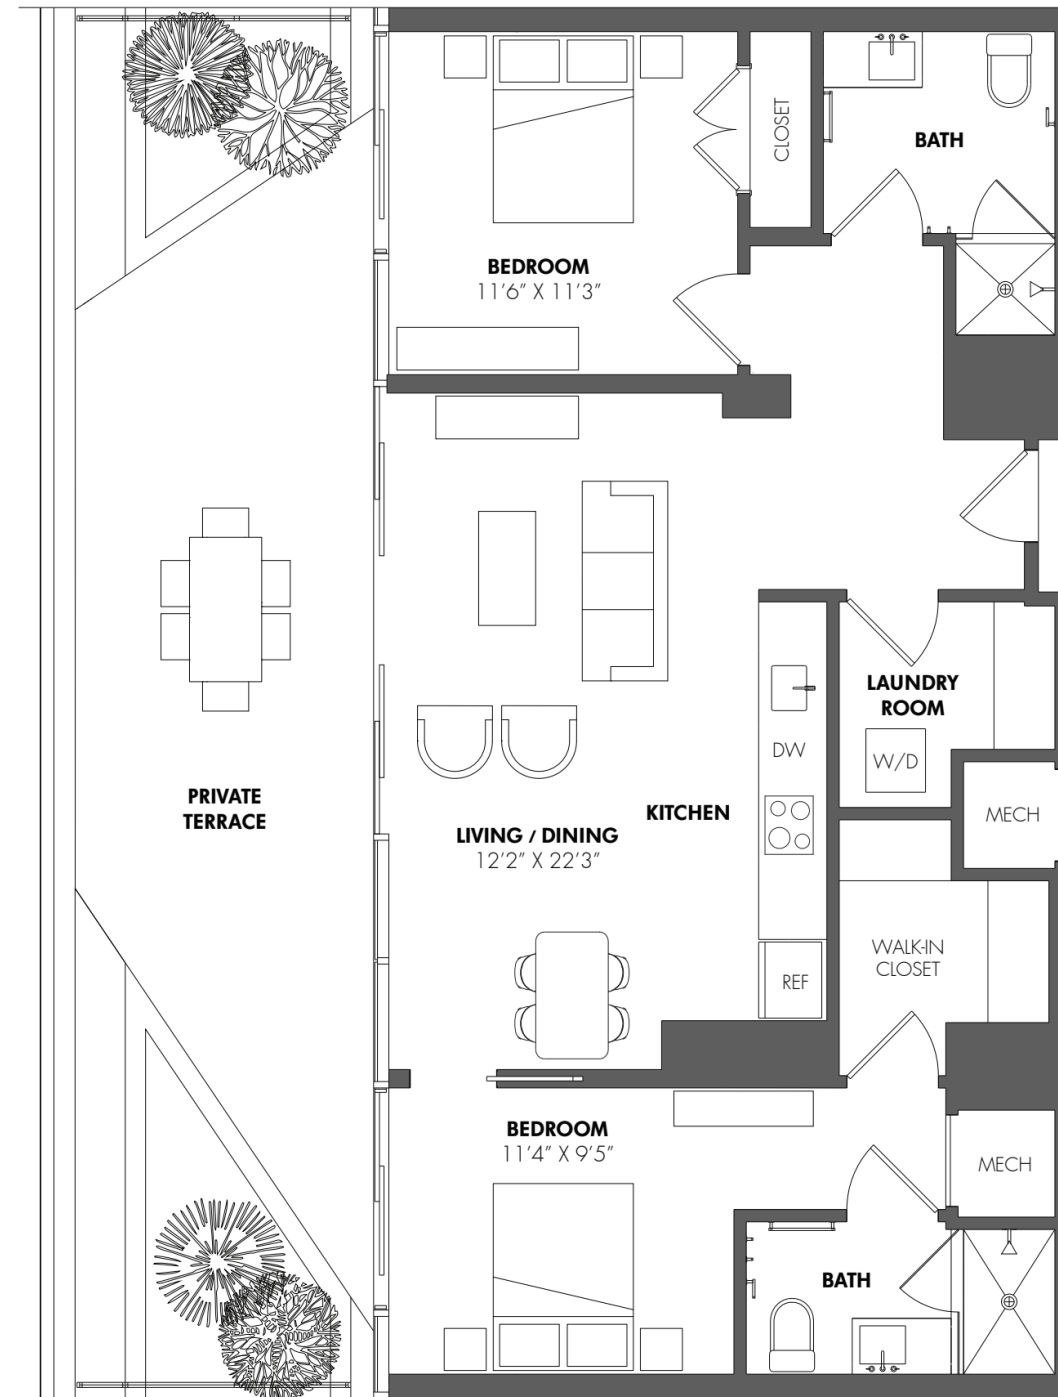 CLOSET
BATH
BEDROOM
11'6" X 11'3"
LAUNDRY
ROOM
DW
W/D
PRIVATE
TERRACE
KITCHEN
MECH
LIVING / DINING
12'2" X 22'3"
WALK-IN
CLOSET
REF
BEDROOM
11'4" X 9'5"
MECH
BATH